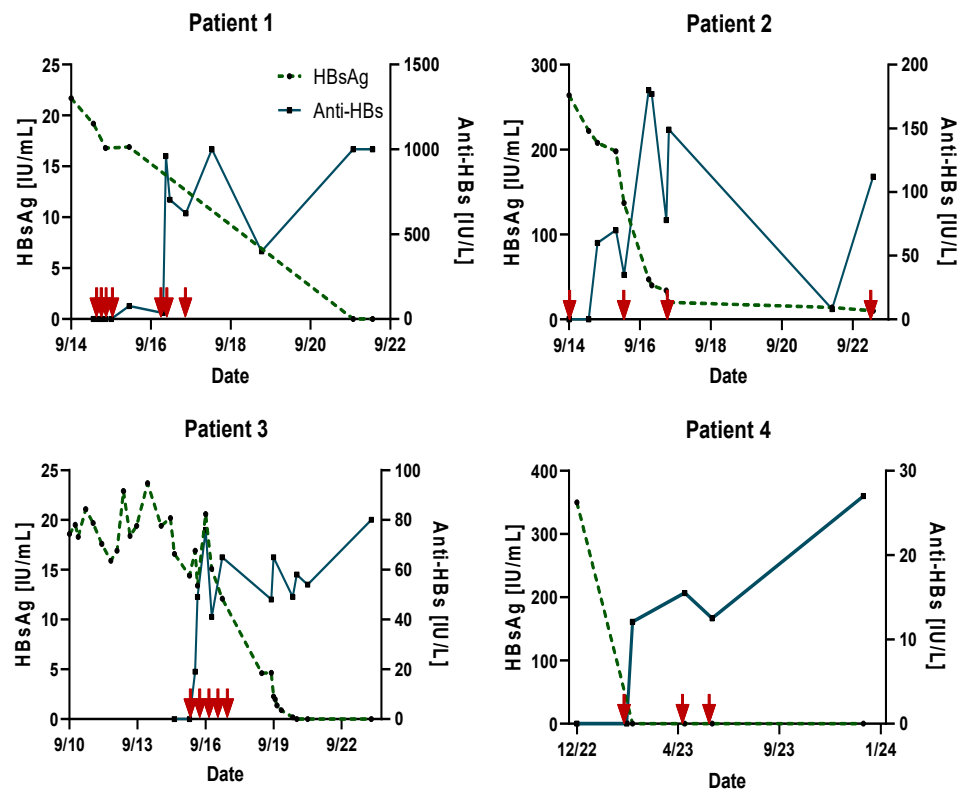 Patient 1
HBsAg
Anti-HBs
HBsAg [IU/mL]
25
20
15
10
5
0
1500
1000
500
0
Anti-HBs [IU/L]
9/14 9/16 9/18 9/20 9/22
Date
Patient 2
HBsAg [IU/mL]
300
200
100
0
200
150
100
50
0
Anti-HBs [IU/L]
9/14 9/16 9/18 9/20 9/22
Date
Patient 3
HBsAg [IU/mL]
25
20
15
10
5
0
100
80
60
40
20
0
Anti-HBs [IU/L]
9/10 9/13 9/16 9/19 9/22
Date
Patient 4
HBsAg [IU/mL]
400
300
200
100
0
30
20
10
0
Anti-HBs [IU/L]
12/22 4/23 9/23 1/24
Date